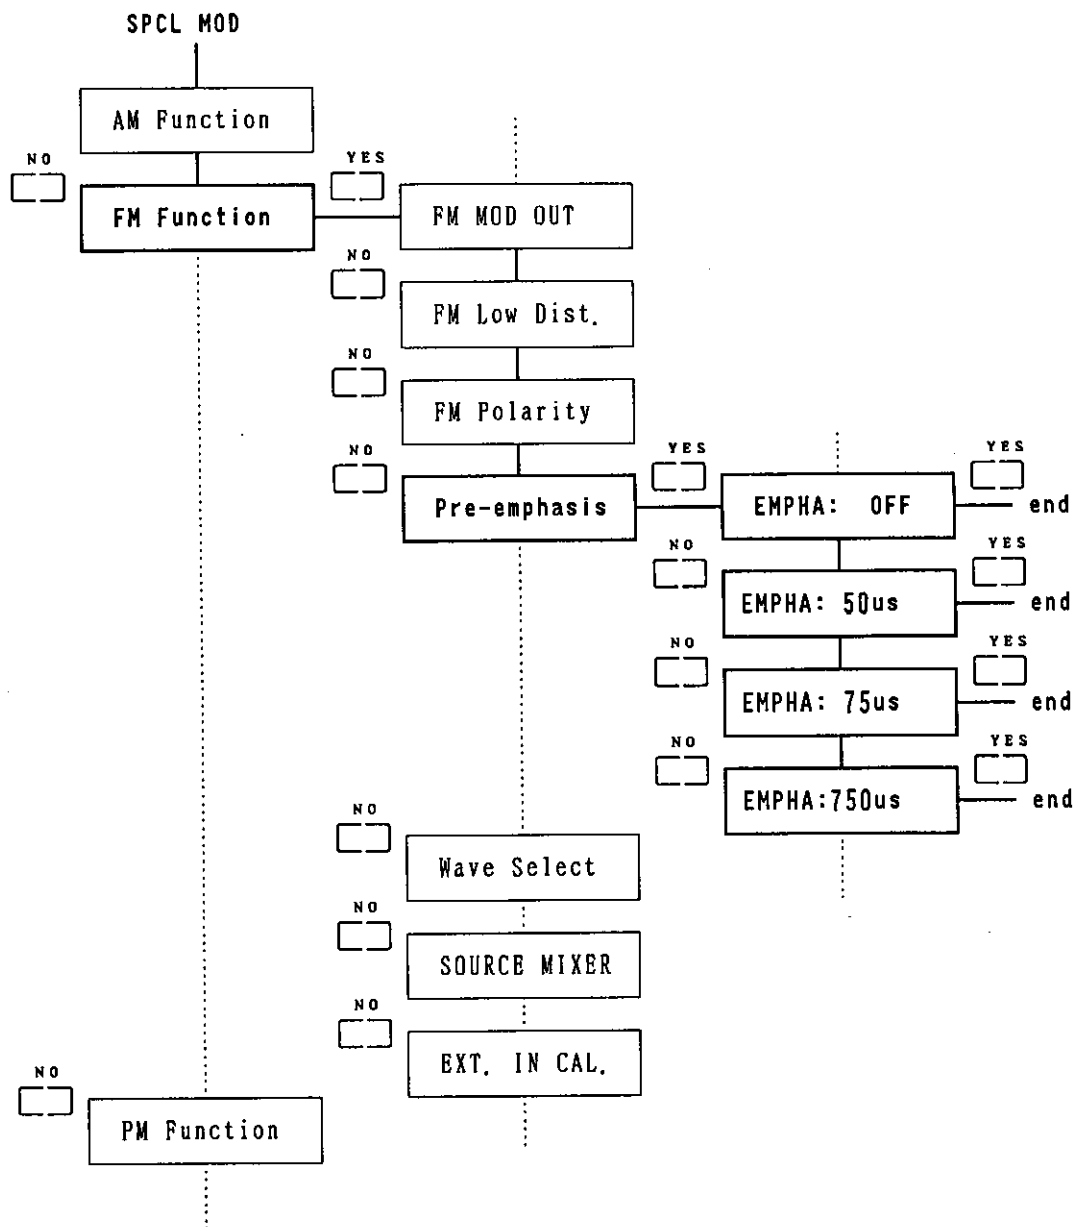 SPCL MOD
AM Function
NO
YES
FM Function
FM MOD OUT
NO
FM Low Dist.
NO
FM Polarity
NO
YES
YES
Pre-emphasis
EMPHA: OFF
end
NO
YES
EMPHA: 50us
end
NO
YES
EMPHA: 75us
end
NO
YES
EMPHA:750us
end
NO
Wave Select
NO
SOURCE MIXER
NO
EXT. IN CAL.
NO
PM Function